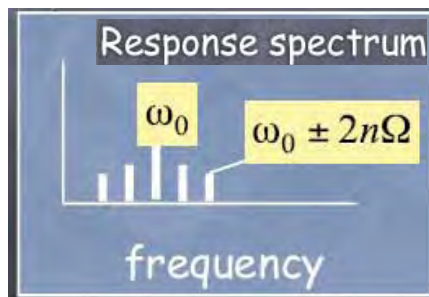 Response spectrum
ω₀
ω₀ ± 2nΩ
frequency